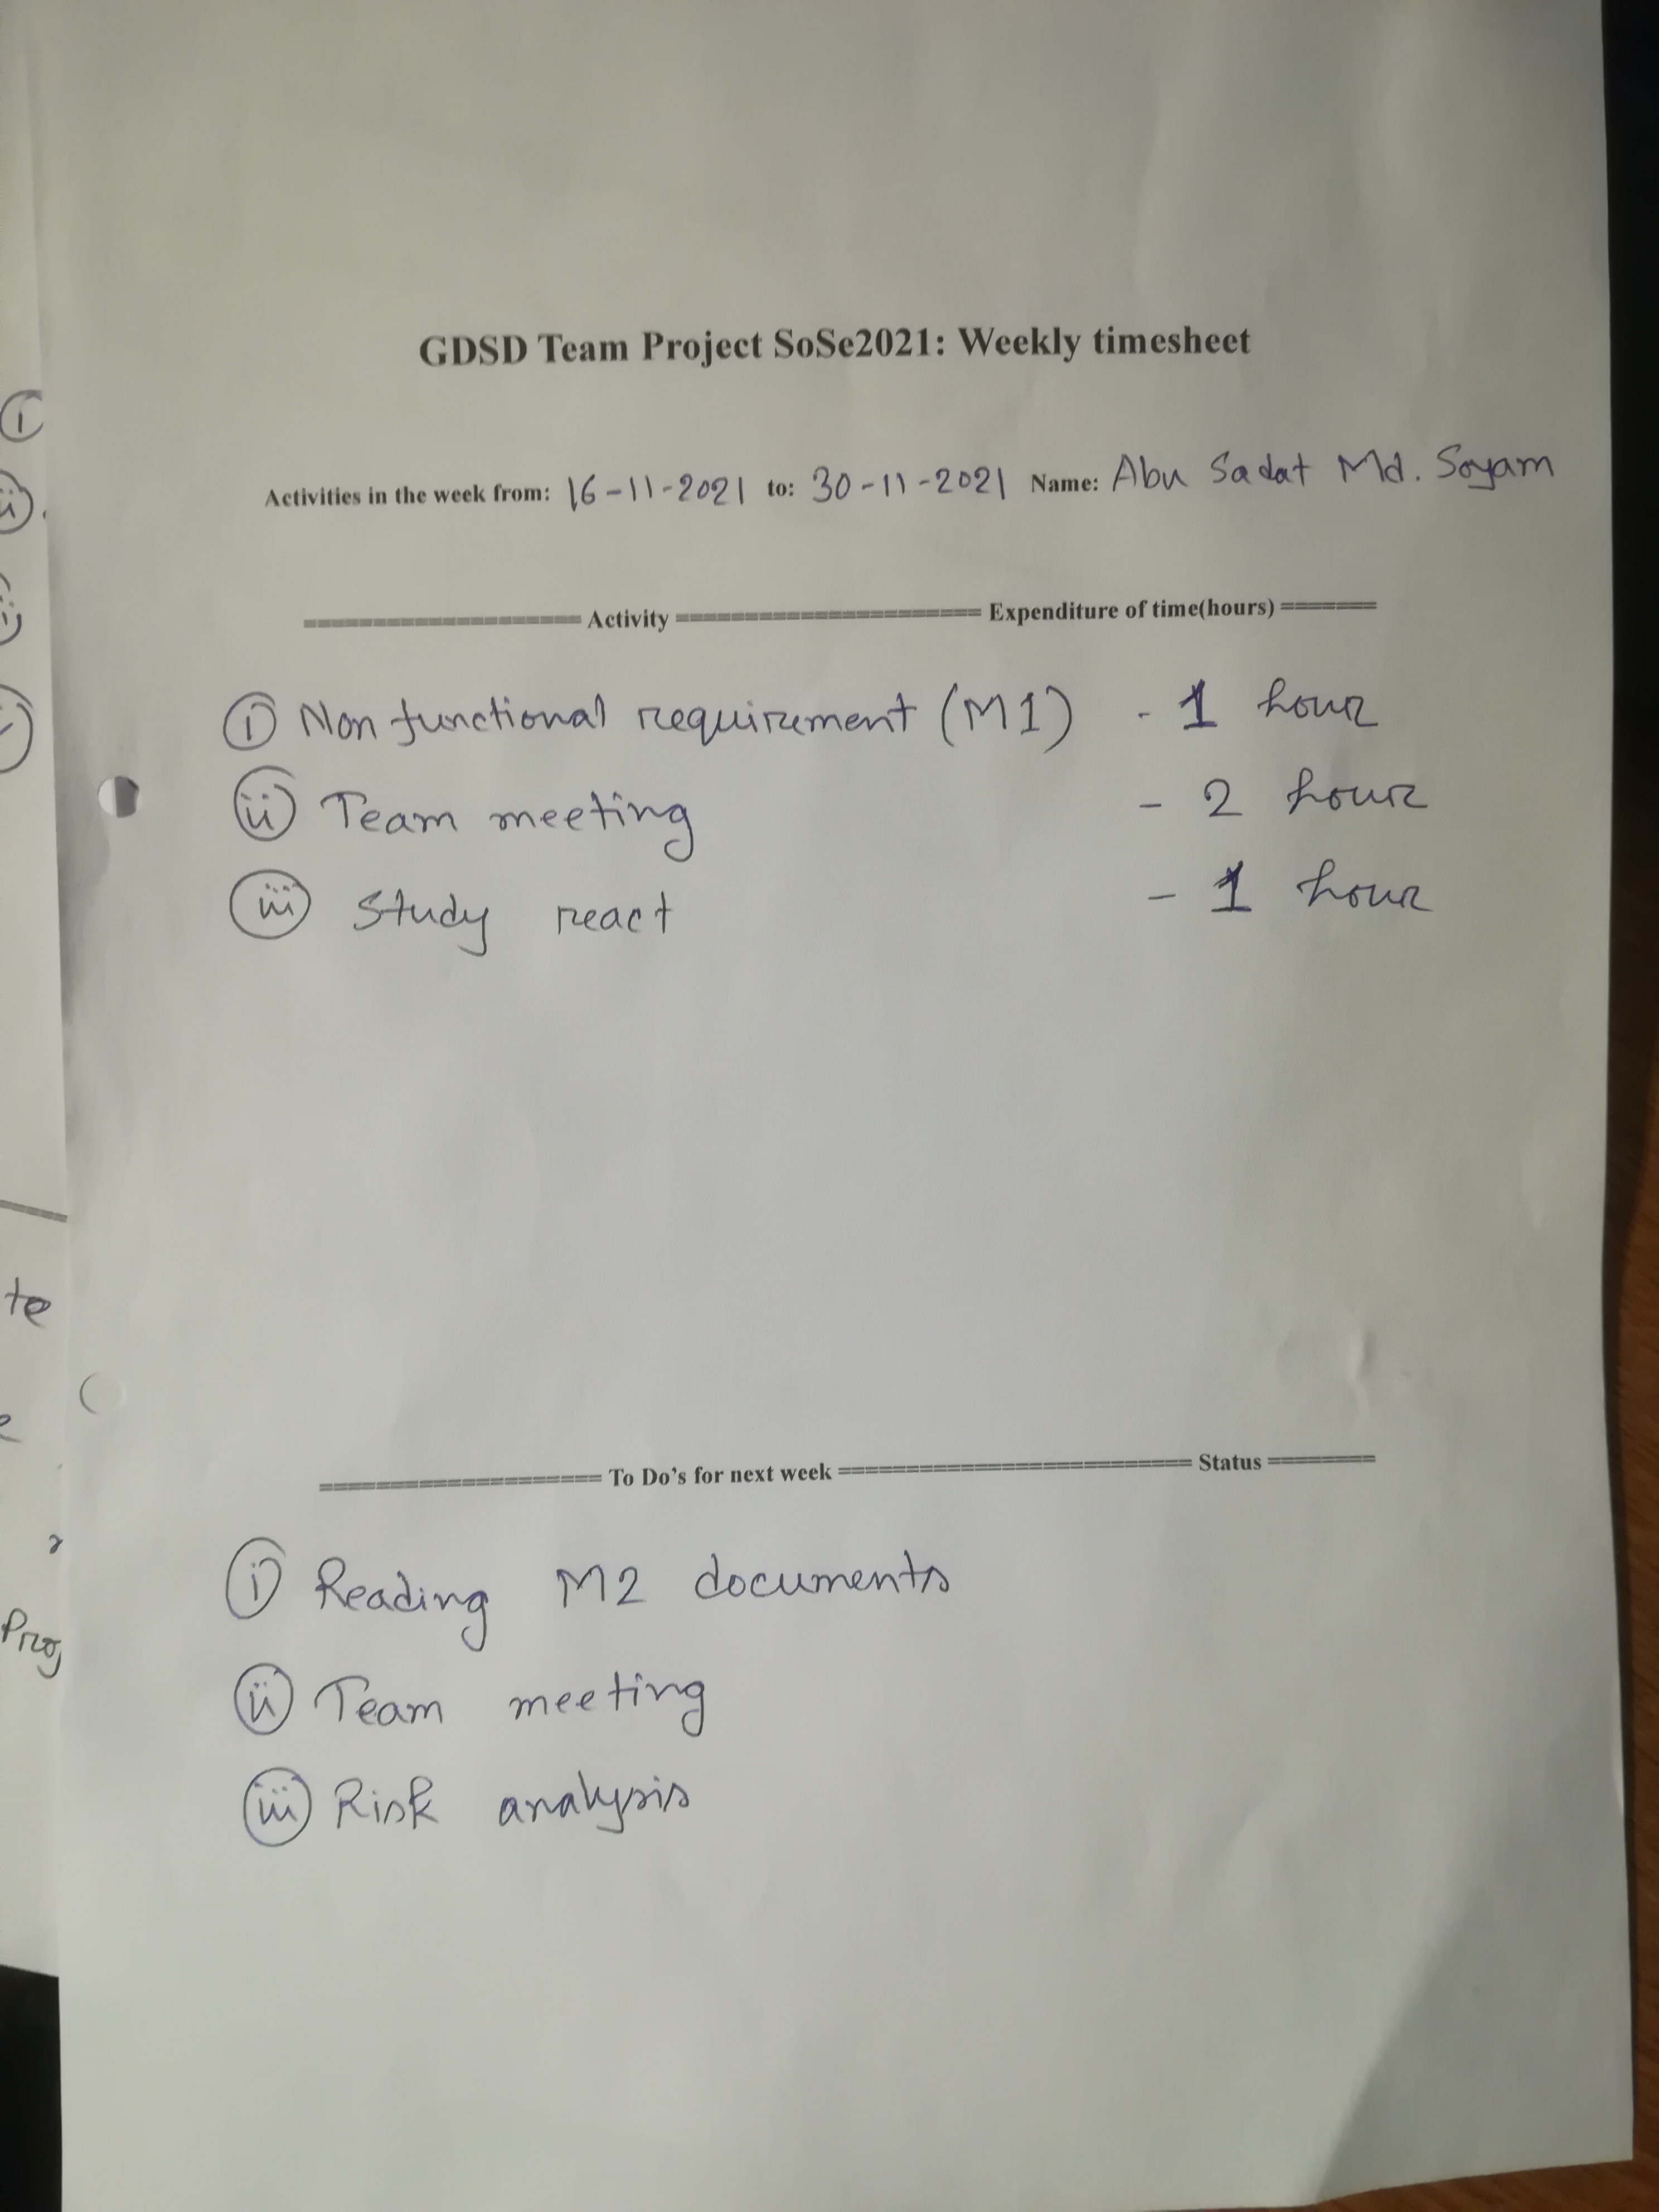 GDSD Team Project SoSe2021: Weekly timesheet
Activities in the week from: 16-11-2021 to: 30-11-2021 Name: Abu Sadat Md. Soyam
==================== Activity ====================== Expenditure of time(hours) =======
i Non functional requirement (M1) - 1 hour
ii Team meeting - 2 hour
iii Study react - 1 hour
==================== To Do's for next week ========================= Status ========
i Reading M2 documents
ii Team meeting
iii Risk analysis
te
Proj